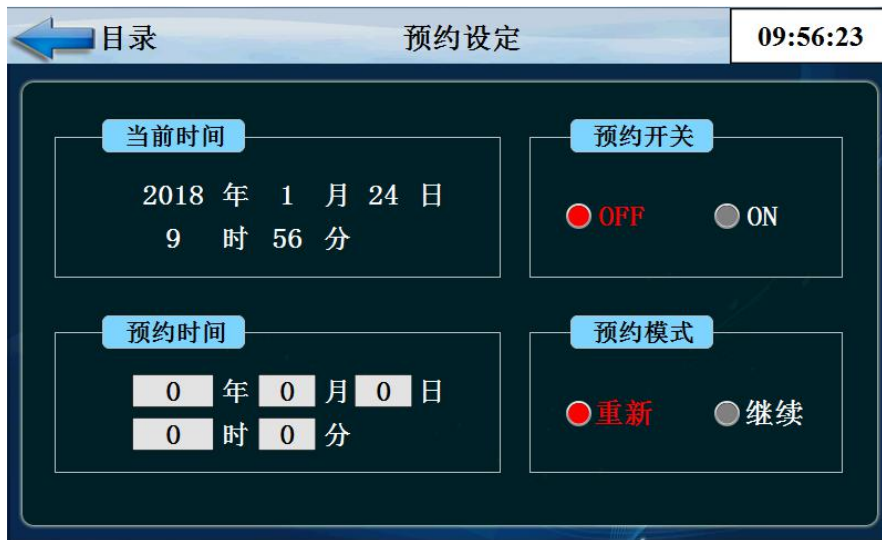 目录 预约设定 09:56:23
当前时间
2018 年 1 月 24 日
9 时 56 分
预约开关
OFF ON
预约时间
0 年 0 月 0 日
0 时 0 分
预约模式
重新 继续